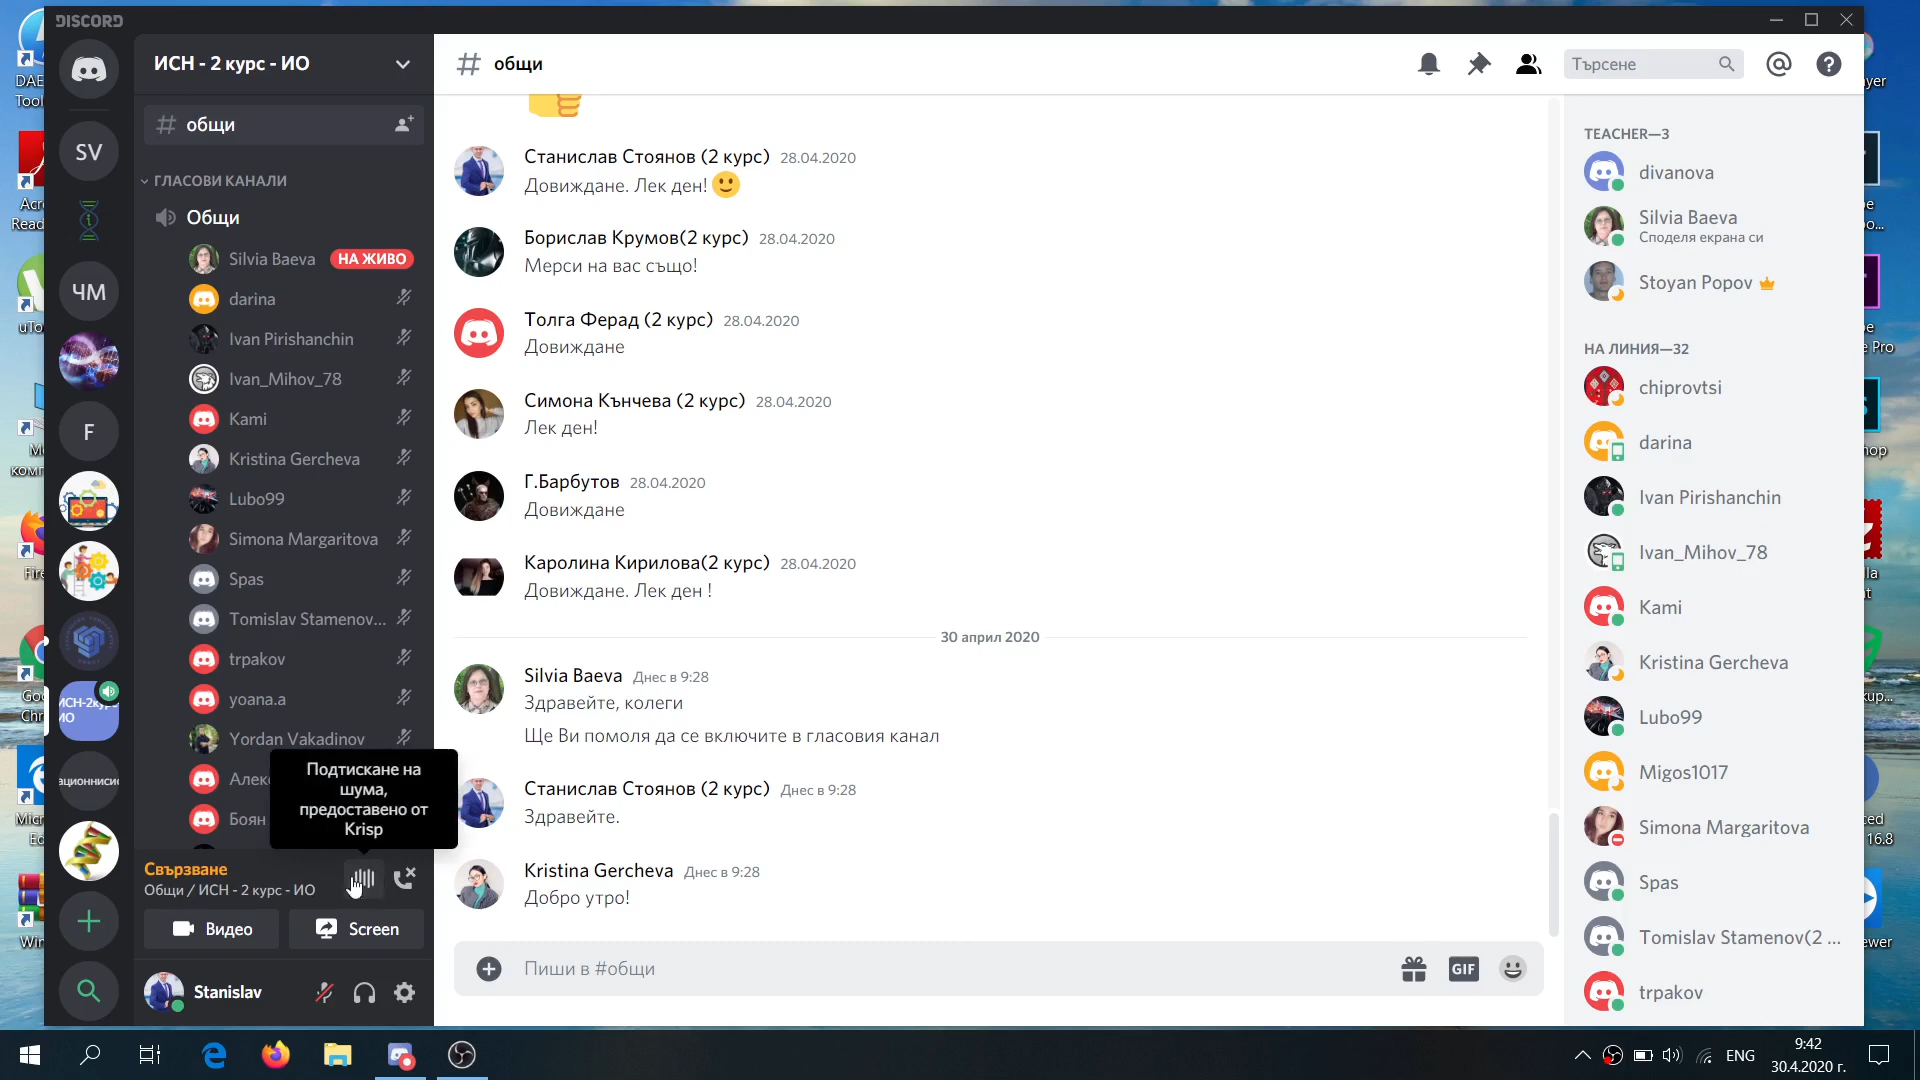 DISCORD
ИСН - 2 курс - ИО
общи
Търсене
SV
ЧМ
F
ИСН-2курс
ИО
# общи
ГЛАСОВИ КАНАЛИ
Общи
Silvia Baeva НА ЖИВО
darina
Ivan Pirishanchin
Ivan_Mihov_78
Kami
Kristina Gercheva
Lubo99
Simona Margaritova
Spas
Tomislav Stamenov...
trpakov
yoana.a
Yordan Vakadinov
Боян
Подтискане на
шума,
предоставено от
Krisp
Свързване
Общи / ИСН - 2 курс - ИО
Видео
Screen
Stanislav
Станислав Стоянов (2 курс) 28.04.2020
Довиждане. Лек ден!
Борислав Крумов(2 курс) 28.04.2020
Мерси на вас също!
Толга Ферад (2 курс) 28.04.2020
Довиждане
Симона Кънчева (2 курс) 28.04.2020
Лек ден!
Г.Барбутов 28.04.2020
Довиждане
Каролина Кирилова(2 курс) 28.04.2020
Довиждане. Лек ден !
30 април 2020
Silvia Baeva Днес в 9:28
Здравейте, колеги
Ще Ви помоля да се включите в гласовия канал
Станислав Стоянов (2 курс) Днес в 9:28
Здравейте.
Kristina Gercheva Днес в 9:28
Добро утро!
Пиши в #общи
GIF
TEACHER—3
divanova
Silvia Baeva
Споделя екрана си
Stoyan Popov
НА ЛИНИЯ—32
chiprovtsi
darina
Ivan Pirishanchin
Ivan_Mihov_78
Kami
Kristina Gercheva
Lubo99
Migos1017
Simona Margaritova
Spas
Tomislav Stamenov(2 ...
trpakov
ENG
9:42
30.4.2020 г.